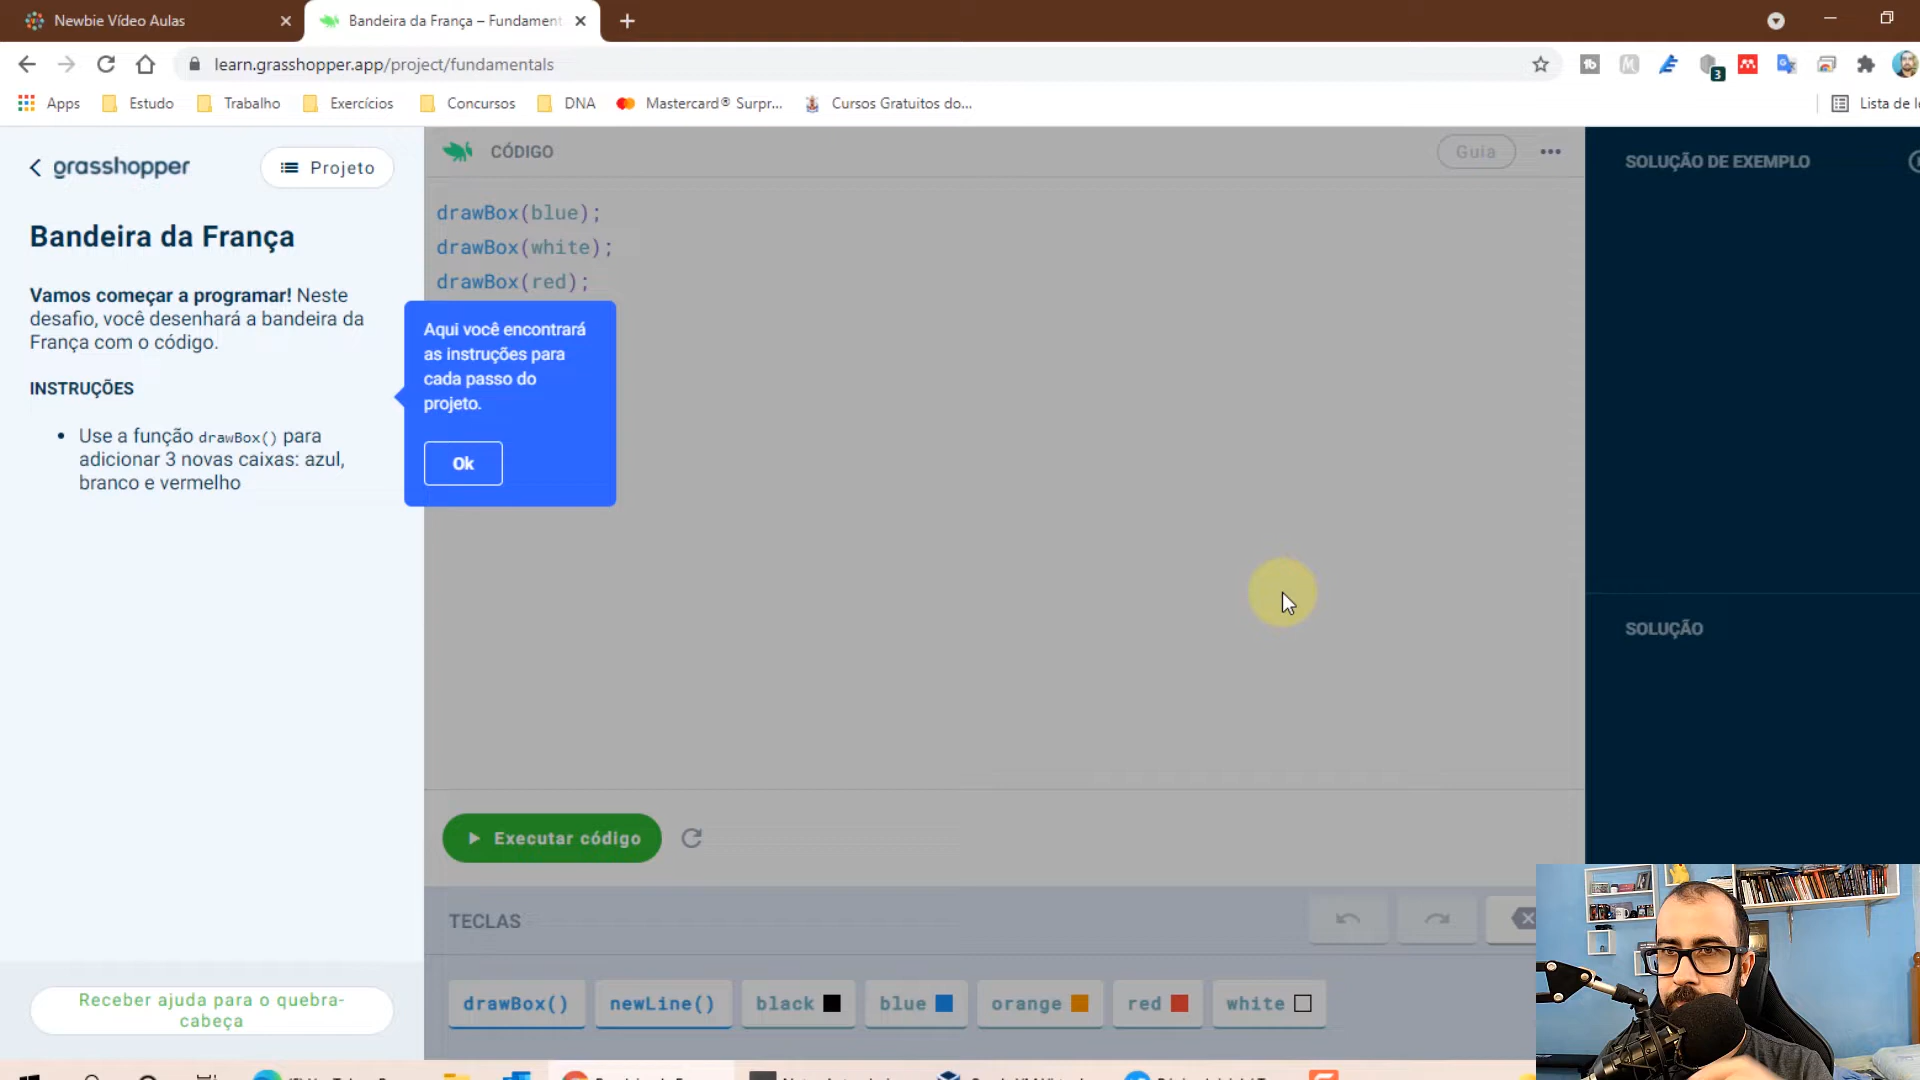 Newbie Vídeo Aulas
Bandeira da França – Fundament
learn.grasshopper.app/project/fundamentals
3
Apps
Estudo
Trabalho
Exercícios
Concursos
DNA
Mastercard® Surpr...
Cursos Gratuitos do...
Lista de l
grasshopper
Projeto
CÓDIGO
Guia
SOLUÇÃO DE EXEMPLO
Bandeira da França
Vamos começar a programar! Neste
desafio, você desenhará a bandeira da
França com o código.
INSTRUÇÕES
Use a função drawBox() para
adicionar 3 novas caixas: azul,
branco e vermelho
drawBox(blue);
drawBox(white);
drawBox(red);
Aqui você encontrará
as instruções para
cada passo do
projeto.
Ok
SOLUÇÃO
Executar código
TECLAS
drawBox()
newLine()
black
blue
orange
red
white
Receber ajuda para o quebra-
cabeça